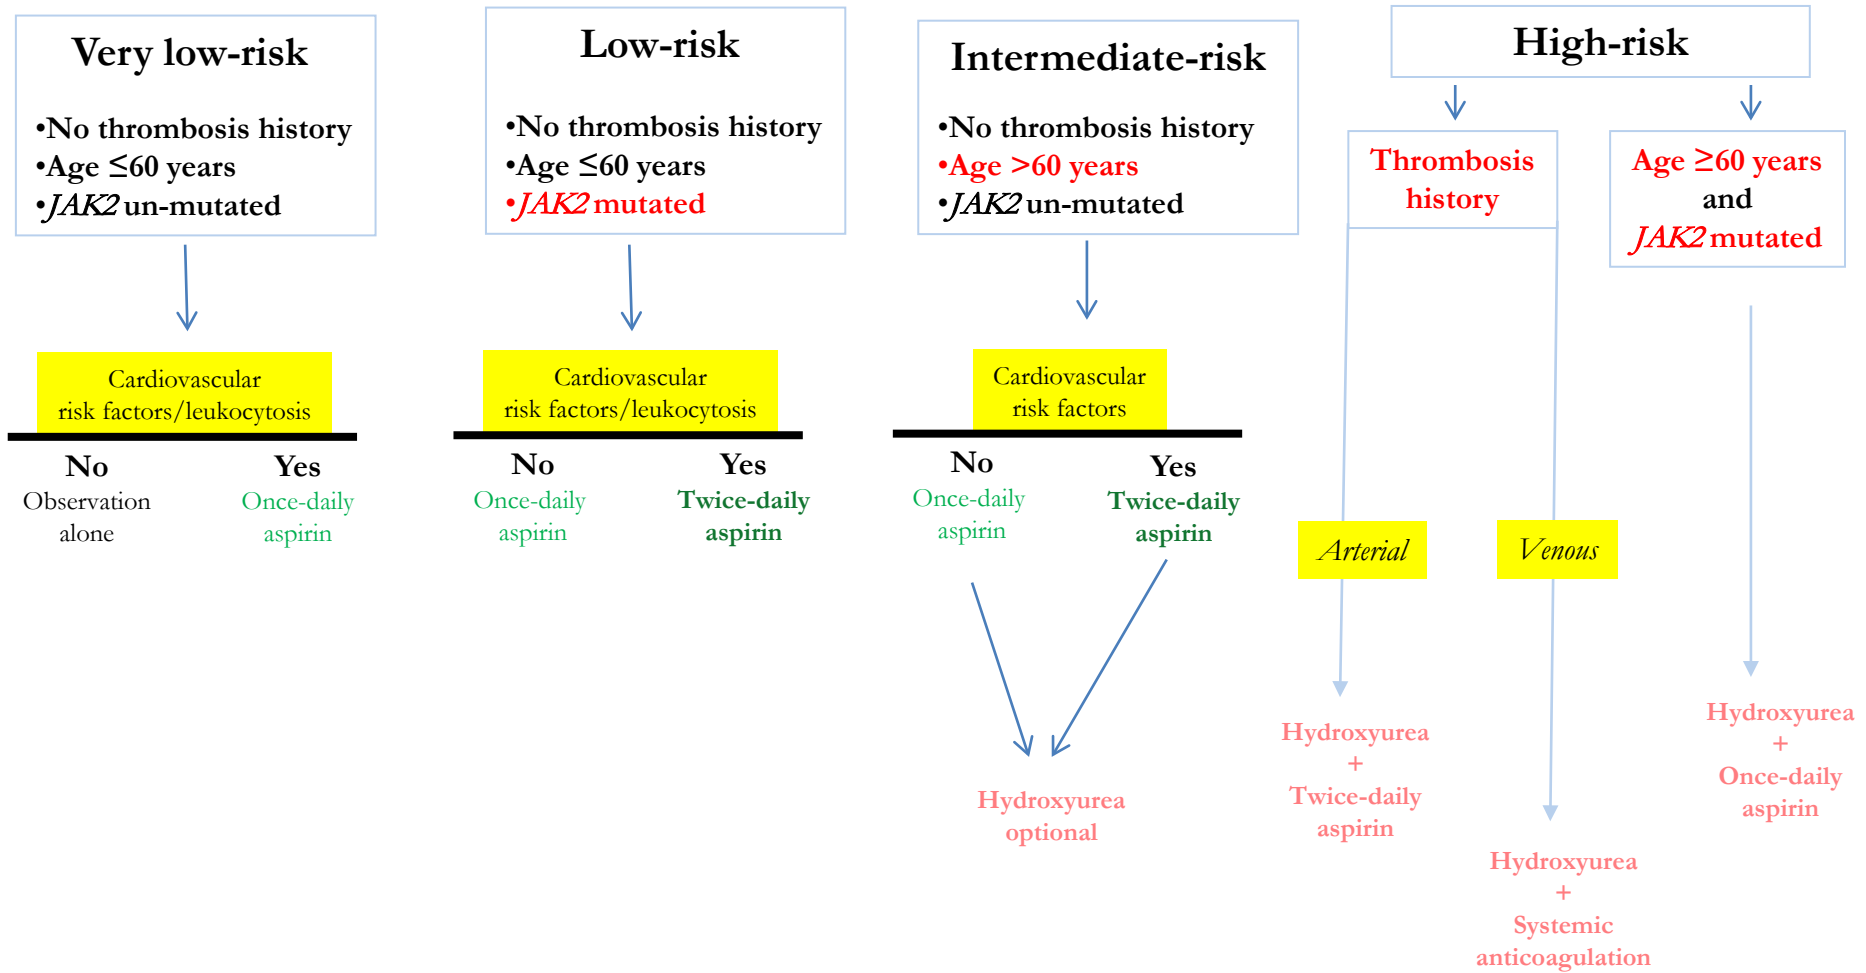 Very low-risk
•No thrombosis history
•Age ≤60 years
•JAK2 un-mutated
Cardiovascular
risk factors/leukocytosis
No
Observation
alone
Yes
Once-daily
aspirin
Low-risk
•No thrombosis history
•Age ≤60 years
•JAK2 mutated
Cardiovascular
risk factors/leukocytosis
No
Once-daily
aspirin
Yes
Twice-daily
aspirin
Intermediate-risk
•No thrombosis history
•Age >60 years
•JAK2 un-mutated
Cardiovascular
risk factors
No
Once-daily
aspirin
Yes
Twice-daily
aspirin
Hydroxyurea
optional
High-risk
Thrombosis
history
Arterial
Hydroxyurea
+
Twice-daily
aspirin
Venous
Hydroxyurea
+
Systemic
anticoagulation
Age ≥60 years
and
JAK2 mutated
Hydroxyurea
+
Once-daily
aspirin